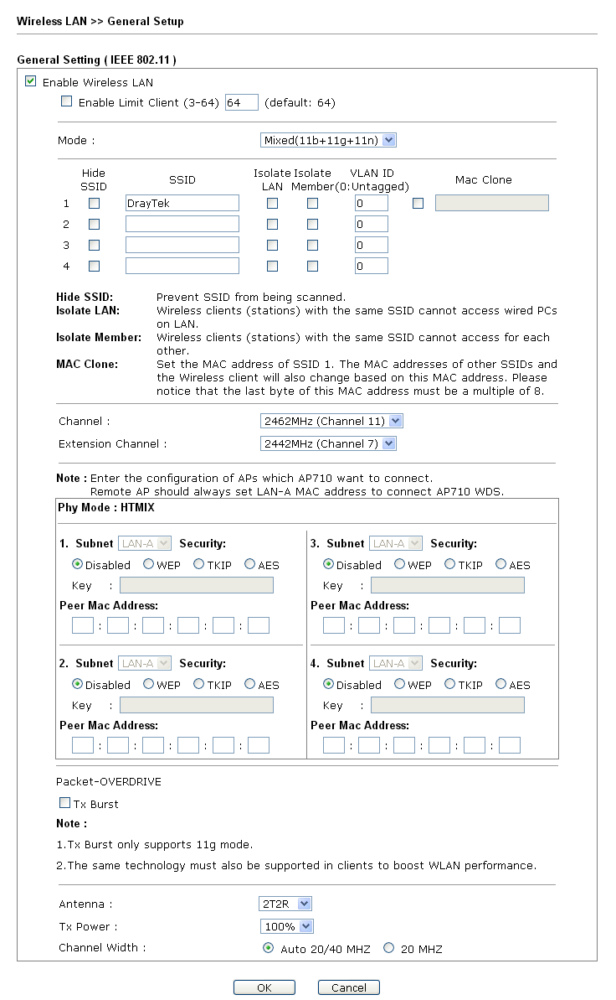 Wireless LAN >> General Setup
General Setting ( IEEE 802.11 )
Enable Wireless LAN
Enable Limit Client (3-64) 64 (default: 64)
Mode : Mixed(11b+11g+11n)
Hide SSID SSID Isolate LAN Isolate Member VLAN ID (0:Untagged) Mac Clone
1 DrayTek 0
2 0
3 0
4 0
Hide SSID: Prevent SSID from being scanned.
Isolate LAN: Wireless clients (stations) with the same SSID cannot access wired PCs
on LAN.
Isolate Member: Wireless clients (stations) with the same SSID cannot access for each
other.
MAC Clone: Set the MAC address of SSID 1. The MAC addresses of other SSIDs and
the Wireless client will also change based on this MAC address. Please
notice that the last byte of this MAC address must be a multiple of 8.
Channel : 2462MHz (Channel 11)
Extension Channel : 2442MHz (Channel 7)
Note : Enter the configuration of APs which AP710 want to connect.
Remote AP should always set LAN-A MAC address to connect AP710 WDS.
Phy Mode : HTMIX
1. Subnet LAN-A Security:
Disabled WEP TKIP AES
Key :
Peer Mac Address:
: : : : :
2. Subnet LAN-A Security:
Disabled WEP TKIP AES
Key :
Peer Mac Address:
: : : : :
3. Subnet LAN-A Security:
Disabled WEP TKIP AES
Key :
Peer Mac Address:
: : : : :
4. Subnet LAN-A Security:
Disabled WEP TKIP AES
Key :
Peer Mac Address:
: : : : :
Packet-OVERDRIVE
Tx Burst
Note :
1.Tx Burst only supports 11g mode.
2.The same technology must also be supported in clients to boost WLAN performance.
Antenna : 2T2R
Tx Power : 100%
Channel Width : Auto 20/40 MHZ 20 MHZ
OK Cancel